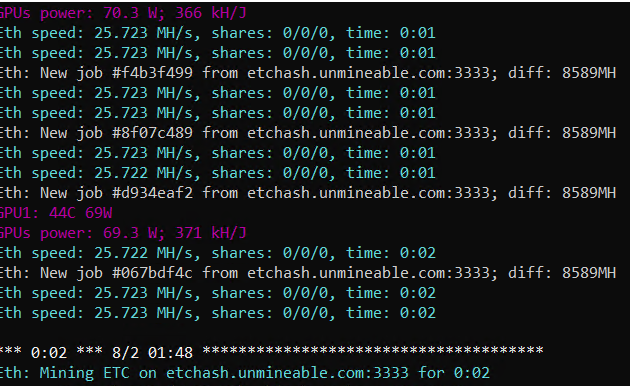 GPUs power: 70.3 W; 366 kH/J
Eth speed: 25.723 MH/s, shares: 0/0/0, time: 0:01
Eth speed: 25.723 MH/s, shares: 0/0/0, time: 0:01
Eth: New job #f4b3f499 from etchash.unmineable.com:3333; diff: 8589MH
Eth speed: 25.723 MH/s, shares: 0/0/0, time: 0:01
Eth speed: 25.723 MH/s, shares: 0/0/0, time: 0:01
Eth: New job #8f07c489 from etchash.unmineable.com:3333; diff: 8589MH
Eth speed: 25.723 MH/s, shares: 0/0/0, time: 0:01
Eth speed: 25.722 MH/s, shares: 0/0/0, time: 0:01
Eth: New job #d934eaf2 from etchash.unmineable.com:3333; diff: 8589MH
GPU1: 44C 69W
GPUs power: 69.3 W; 371 kH/J
Eth speed: 25.722 MH/s, shares: 0/0/0, time: 0:02
Eth: New job #067bdf4c from etchash.unmineable.com:3333; diff: 8589MH
Eth speed: 25.723 MH/s, shares: 0/0/0, time: 0:02
Eth speed: 25.723 MH/s, shares: 0/0/0, time: 0:02
*** 0:02 *** 8/2 01:48 **************************************
Eth: Mining ETC on etchash.unmineable.com:3333 for 0:02